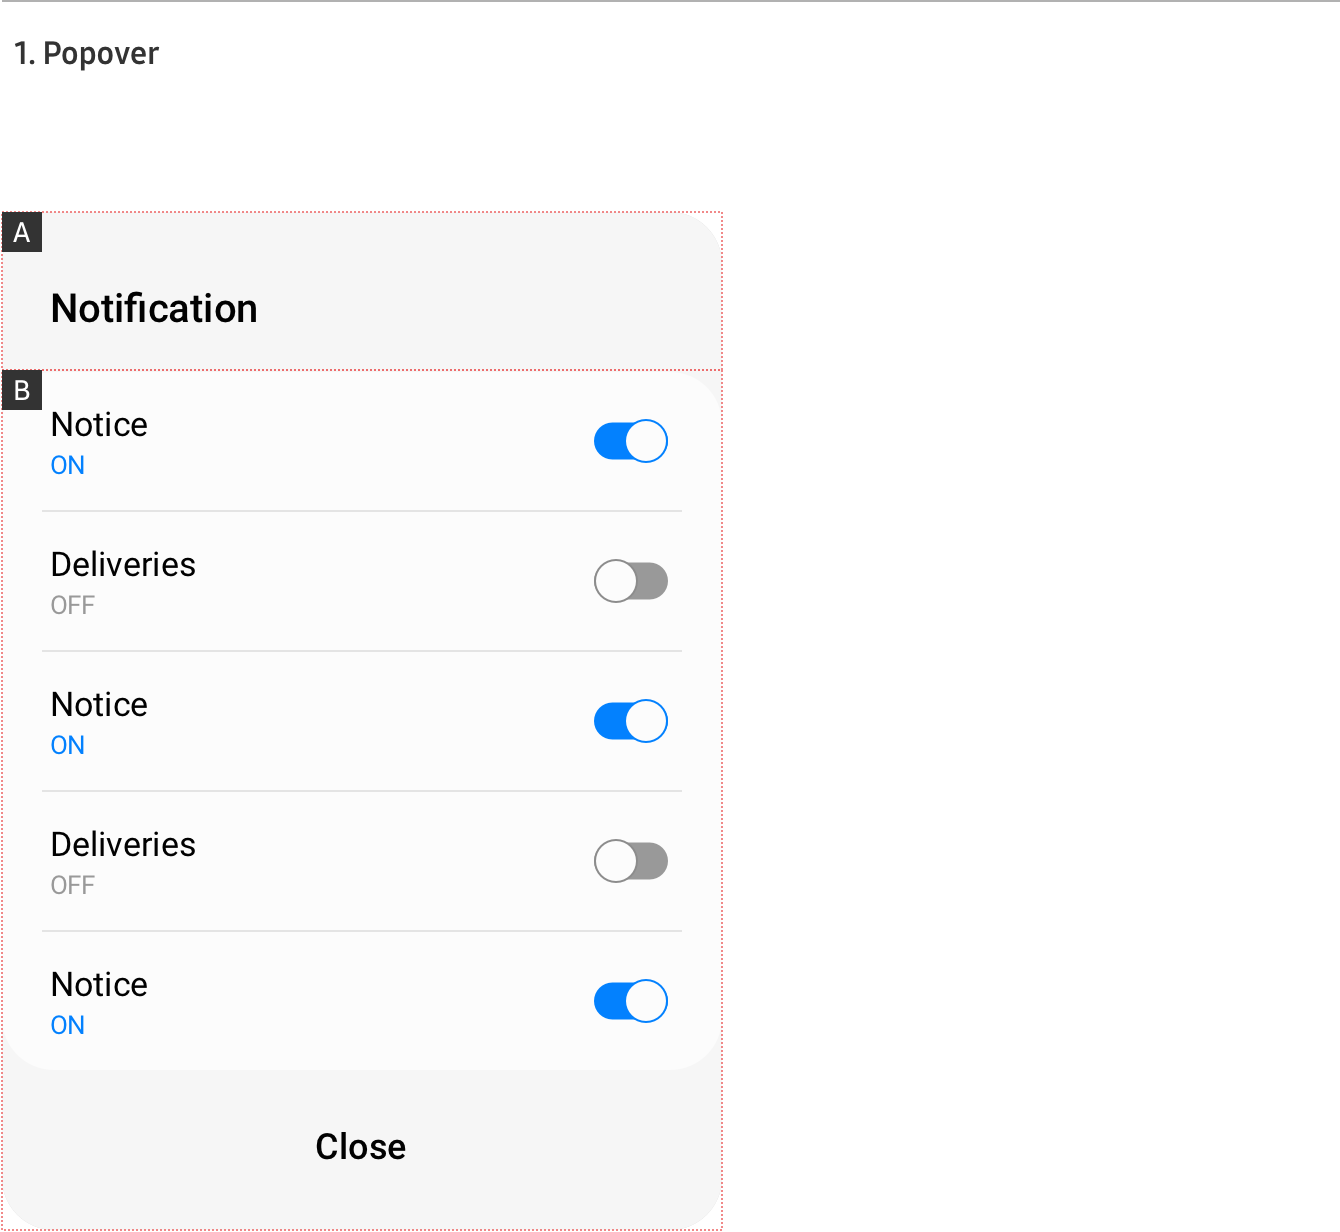 1. Popover
A
Notification
B
Notice
ON
Deliveries
OFF
Notice
ON
Deliveries
OFF
Notice
ON
Close